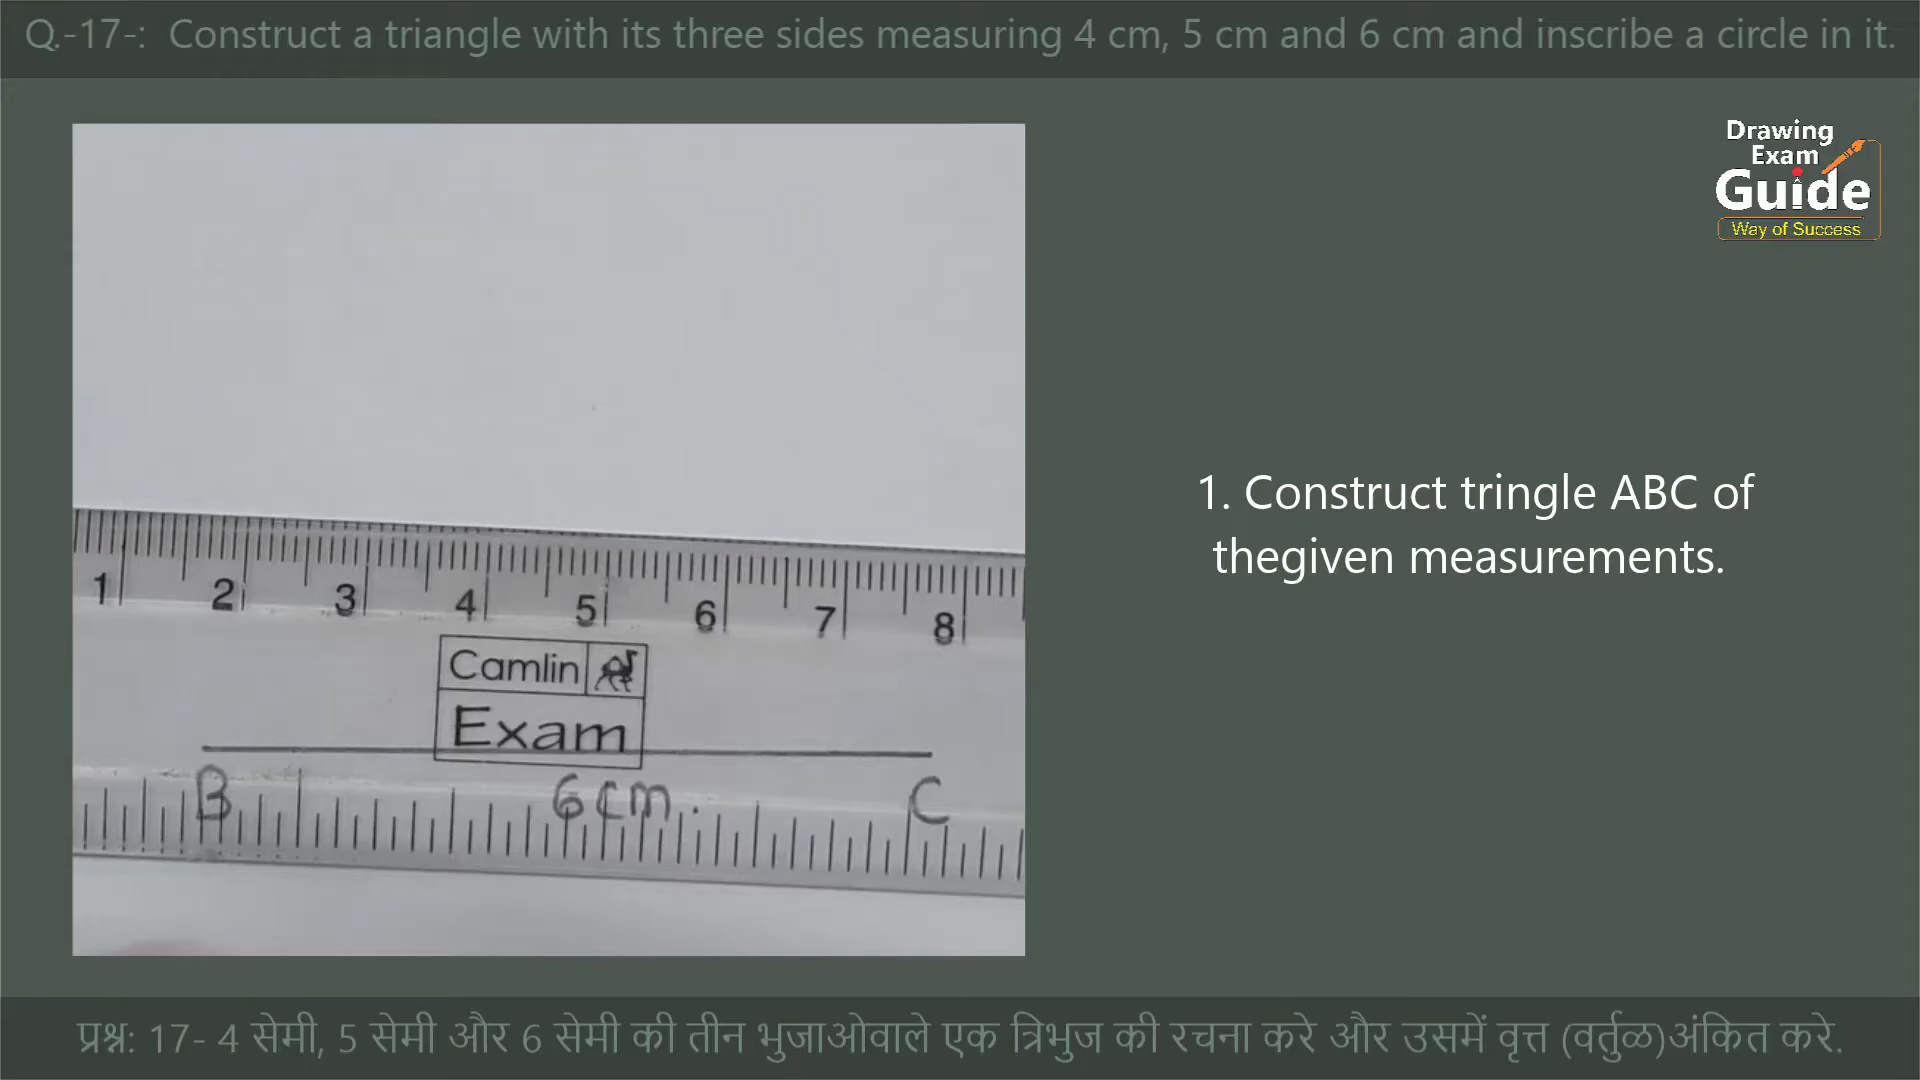 Q.-17-: Construct a triangle with its three sides measuring 4 cm, 5 cm and 6 cm and inscribe a circle in it.
Drawing
Exam
Guide
Way of Success
1. Construct tringle ABC of
thegiven measurements.
1 2 3 4 5 6 7 8
Camlin
Exam
B 6cm. C
प्रश्न: 17- 4 सेमी, 5 सेमी और 6 सेमी की तीन भुजाओवाले एक त्रिभुज की रचना करे और उसमें वृत्त (वर्तुळ)अंकित करे.